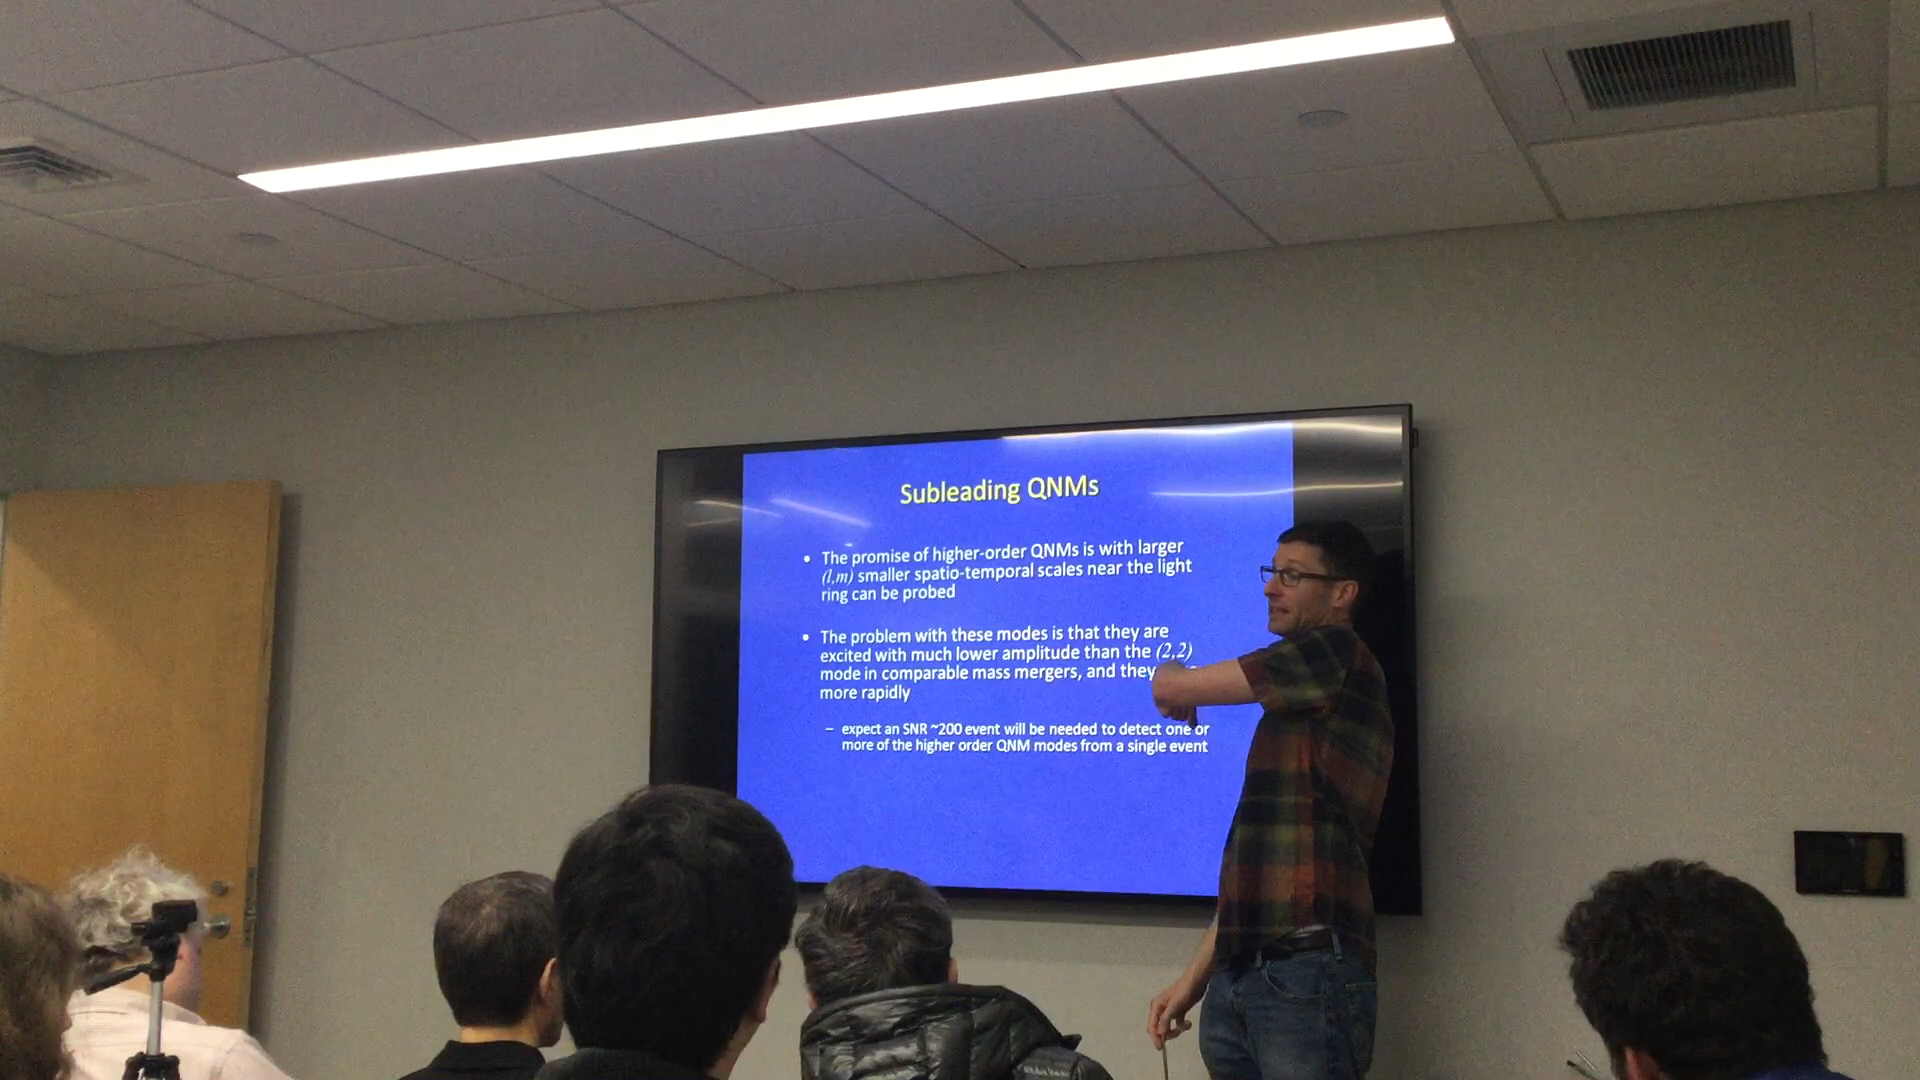 Subleading QNMs
• The promise of higher-order QNMs is with larger
(l,m) smaller spatio-temporal scales near the light
ring can be probed
• The problem with these modes is that they are
excited with much lower amplitude than the (2,2)
mode in comparable mass mergers, and they
more rapidly
– expect an SNR ~200 event will be needed to detect one or
more of the higher order QNM modes from a single event